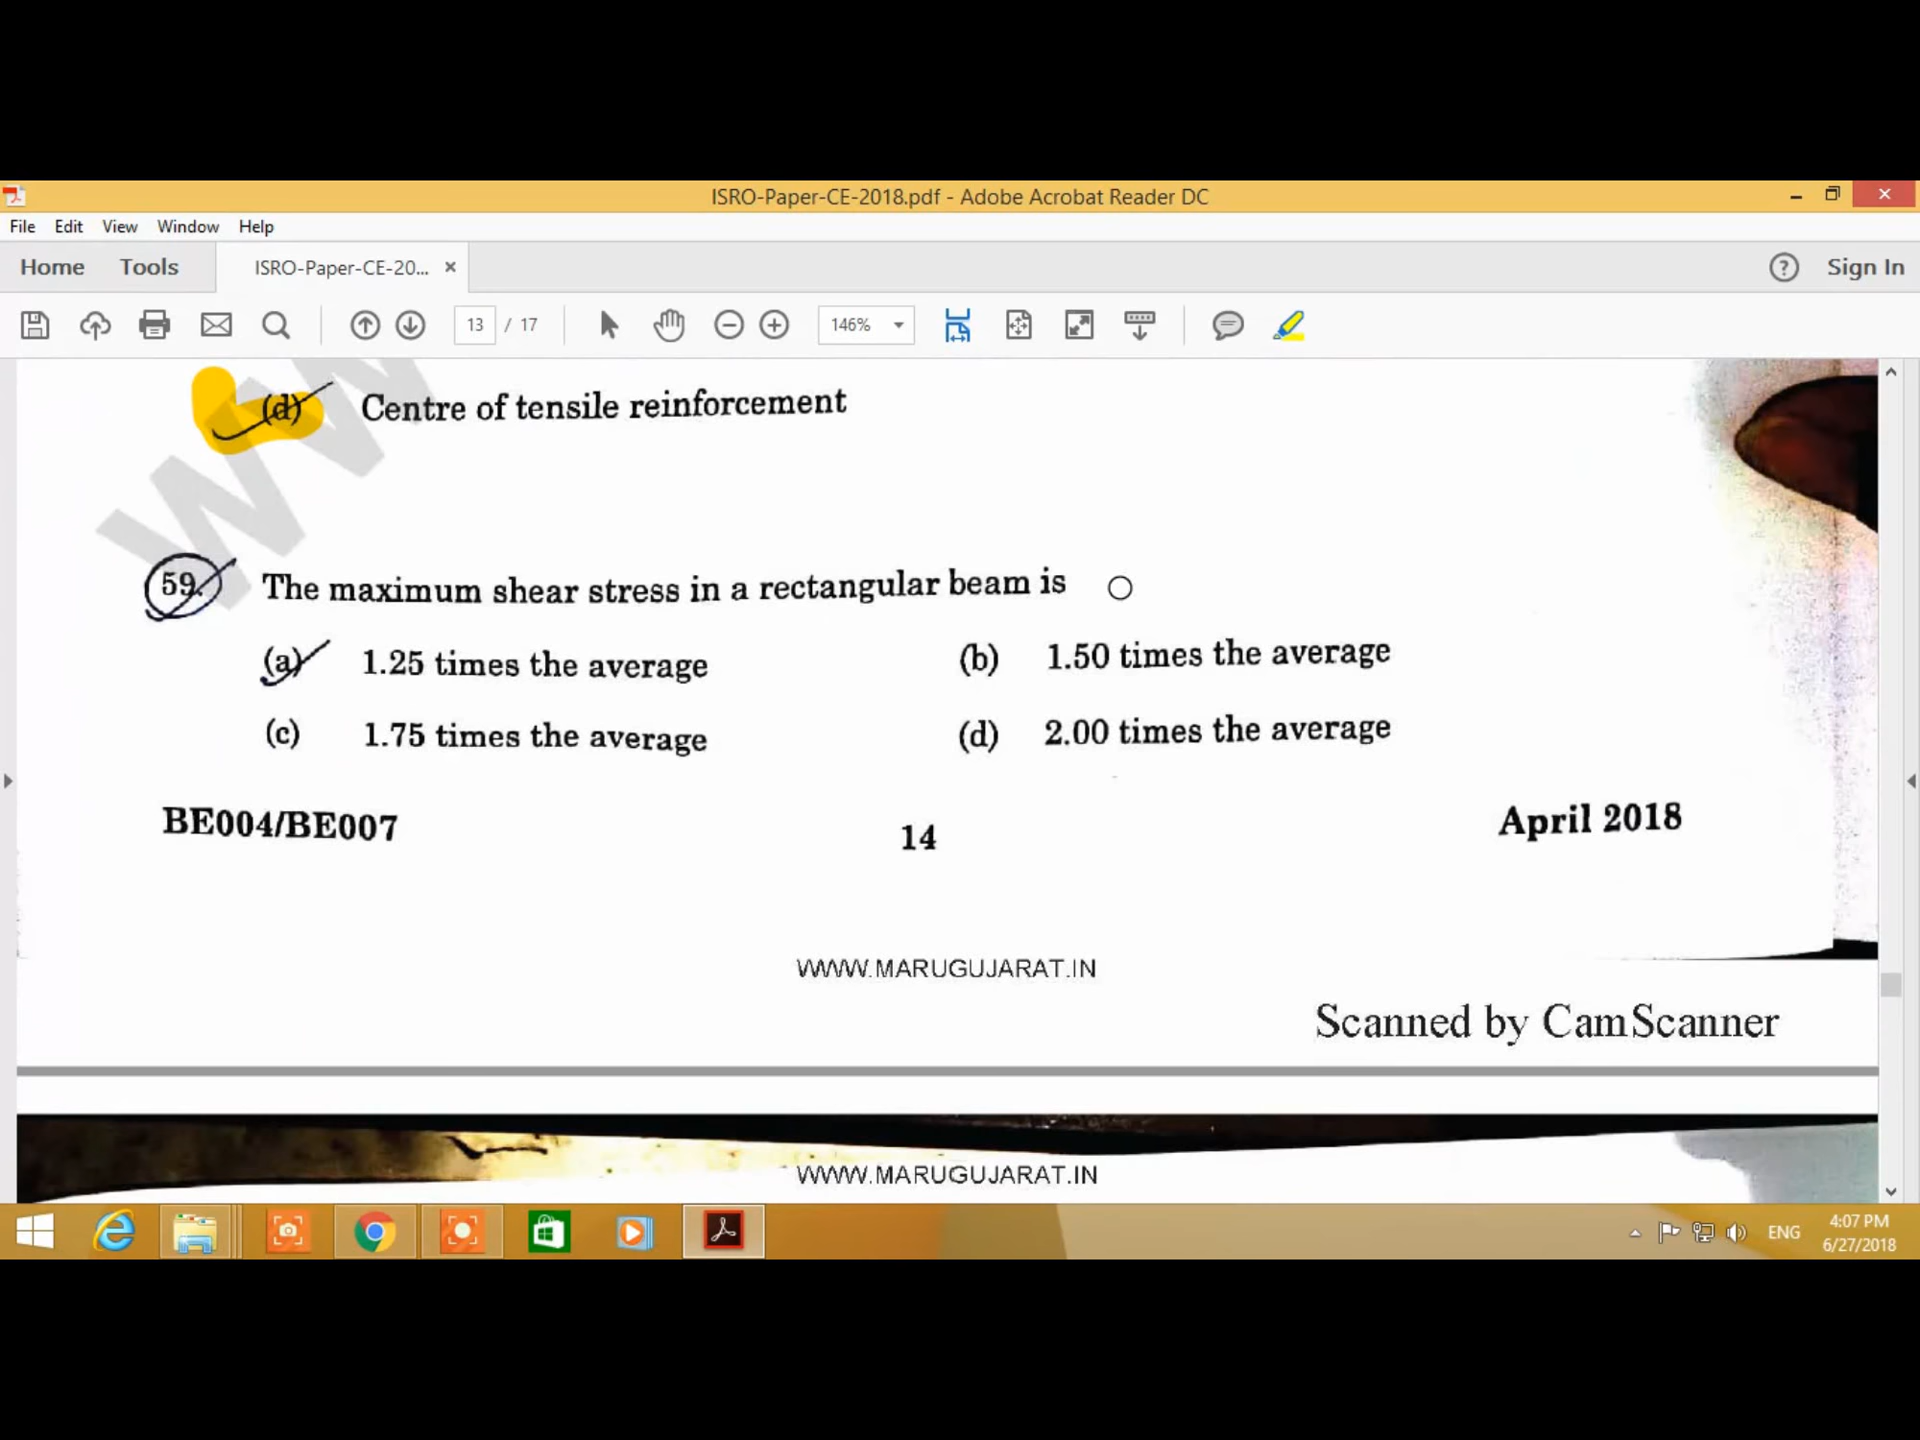 ISRO-Paper-CE-2018.pdf - Adobe Acrobat Reader DC
File Edit View Window Help
Home Tools ISRO-Paper-CE-20... Sign In
13 / 17 146%
(d) Centre of tensile reinforcement
59. The maximum shear stress in a rectangular beam is
(a) 1.25 times the average (b) 1.50 times the average
(c) 1.75 times the average (d) 2.00 times the average
BE004/BE007 14 April 2018
WWW.MARUGUJARAT.IN
Scanned by CamScanner
WWW.MARUGUJARAT.IN
ENG 4:07 PM
6/27/2018